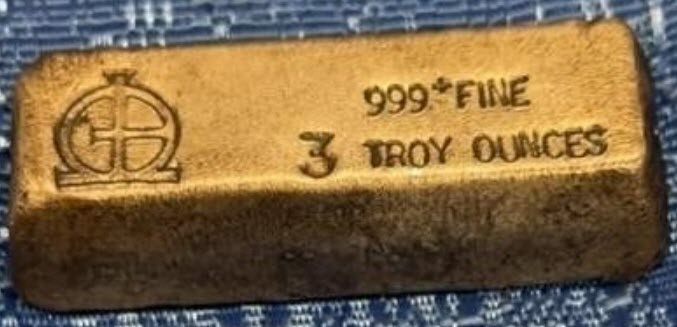 999+ FINE
3 TROY OUNCES